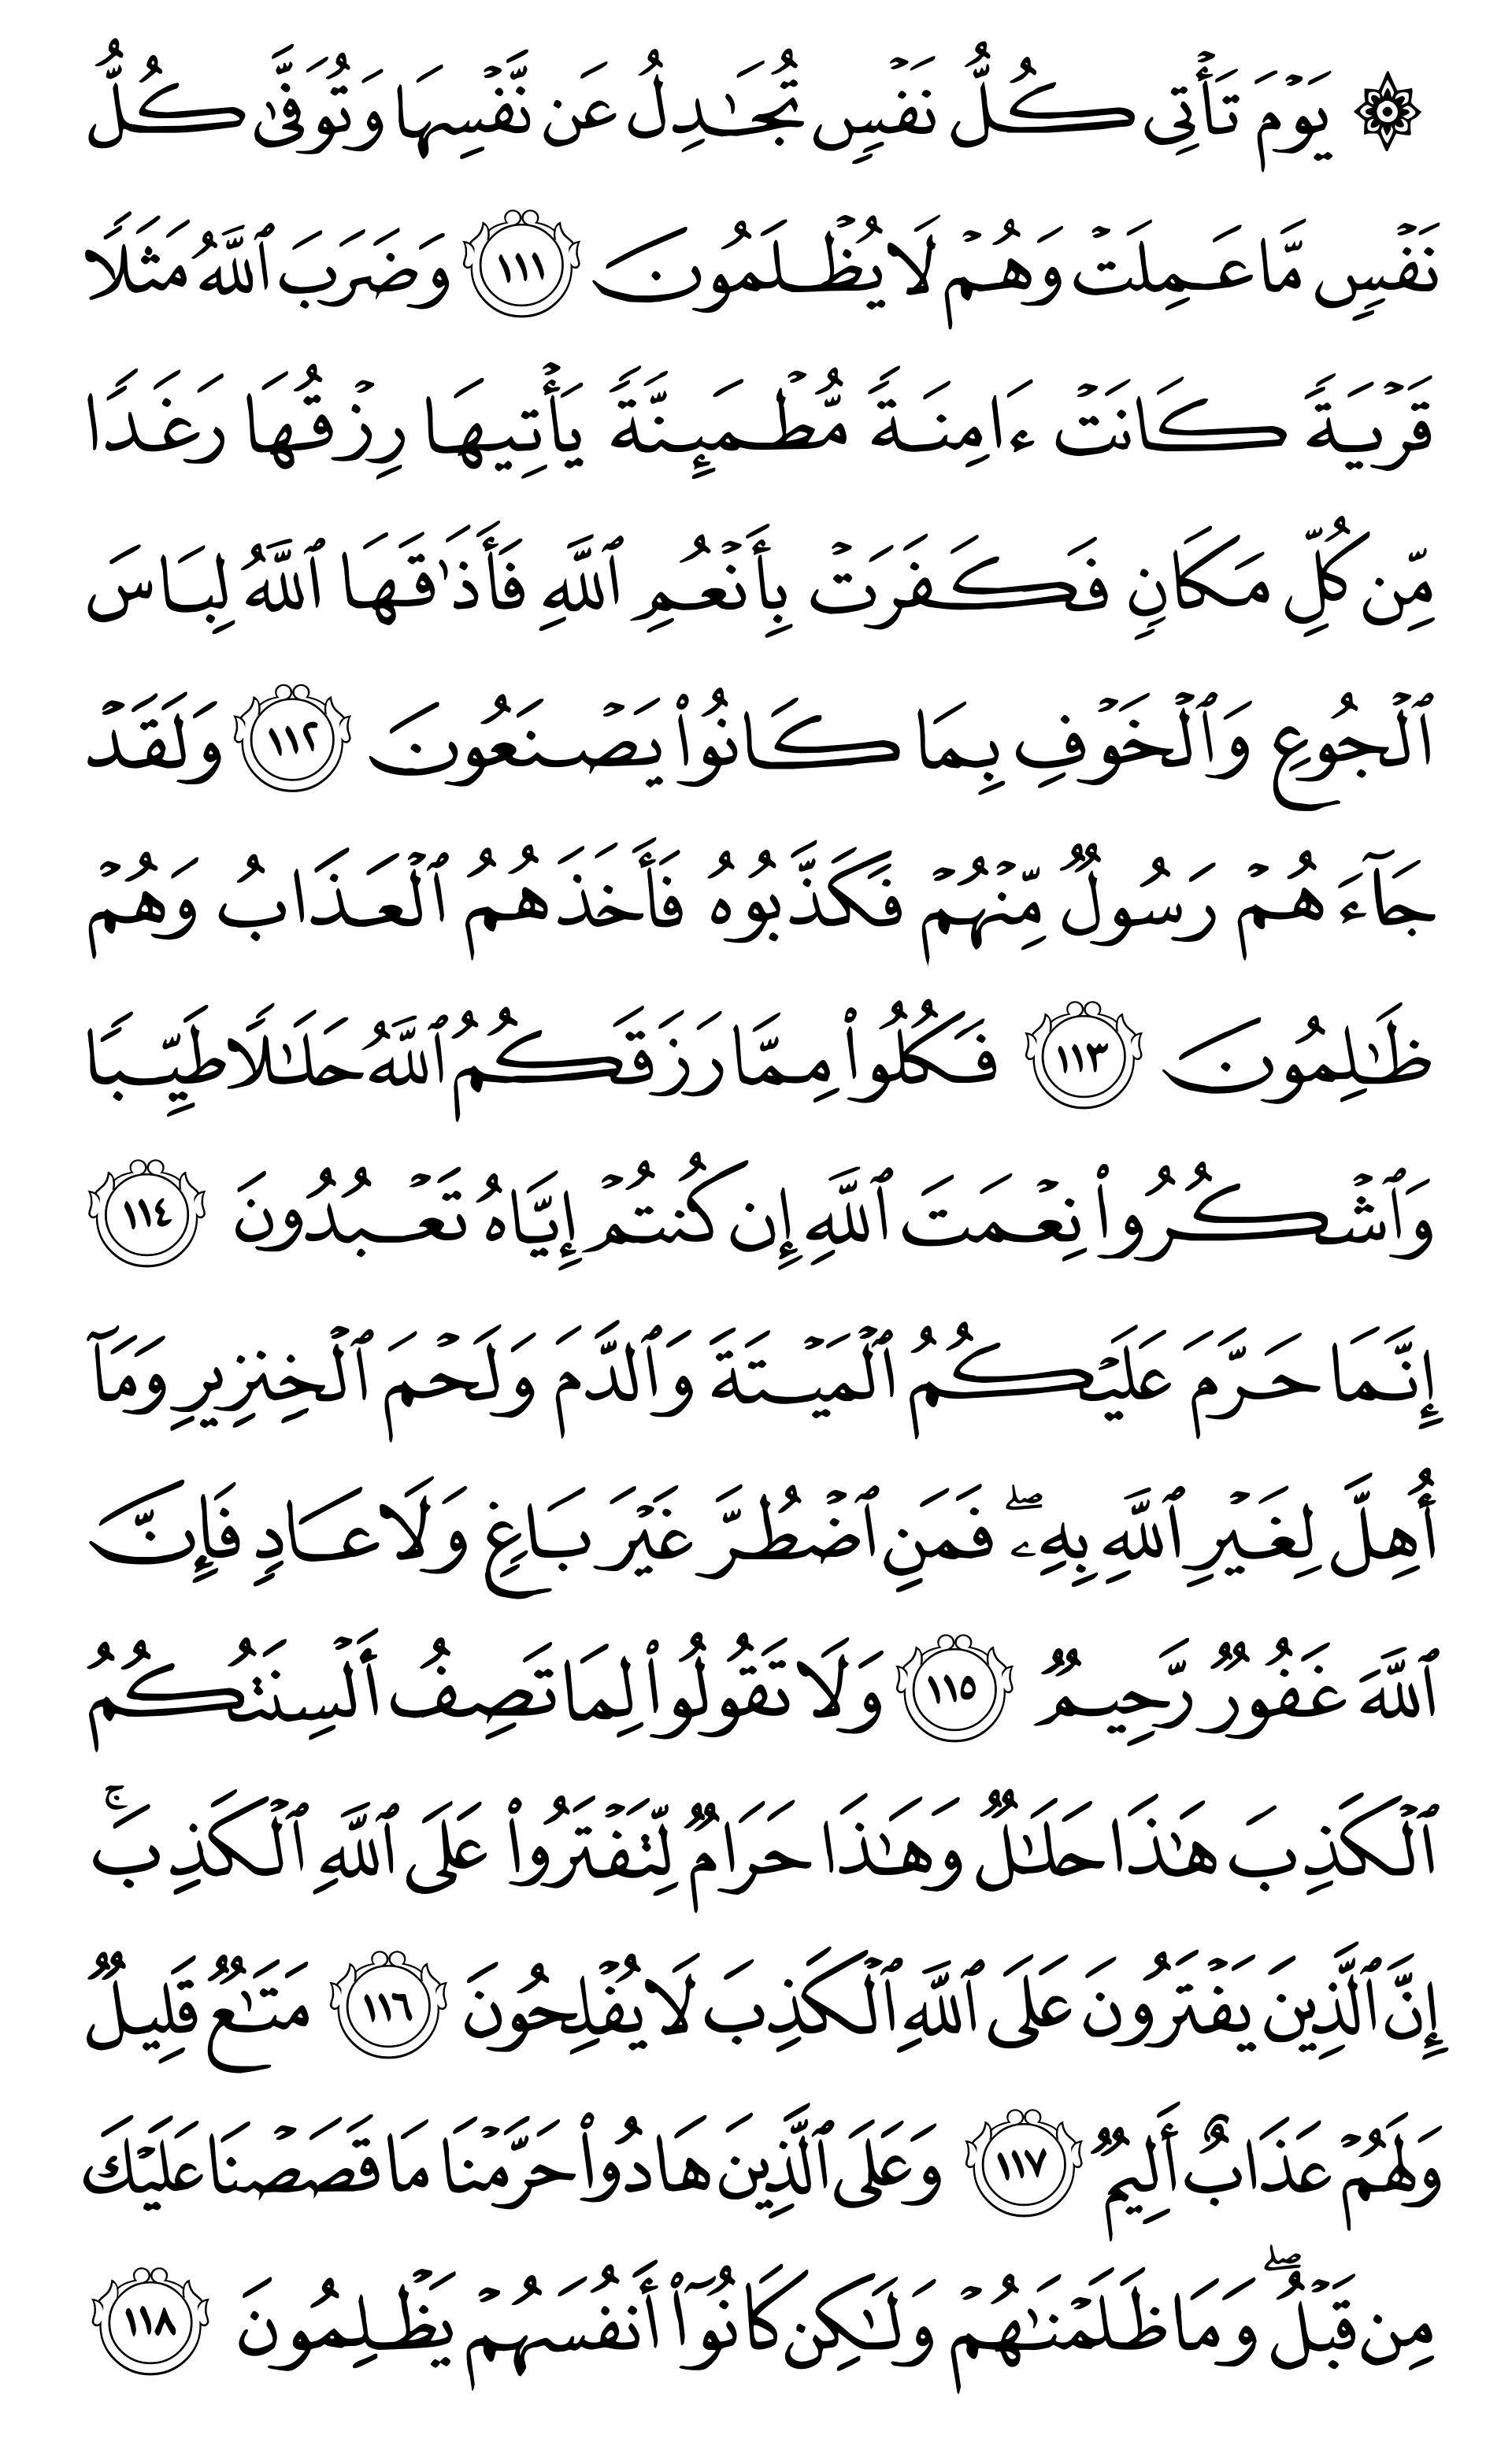 ۞ يَوۡمَ تَأۡتِي كُلُّ نَفۡسٖ تُجَٰدِلُ عَن نَّفۡسِهَا وَتُوَفَّىٰ كُلُّ
نَفۡسٖ مَّا عَمِلَتۡ وَهُمۡ لَا يُظۡلَمُونَ ١١١ وَضَرَبَ ٱللَّهُ مَثَلٗا
قَرۡيَةٗ كَانَتۡ ءَامِنَةٗ مُّطۡمَئِنَّةٗ يَأۡتِيهَا رِزۡقُهَا رَغَدٗا
مِّن كُلِّ مَكَانٖ فَكَفَرَتۡ بِأَنۡعُمِ ٱللَّهِ فَأَذَٰقَهَا ٱللَّهُ لِبَاسَ
ٱلۡجُوعِ وَٱلۡخَوۡفِ بِمَا كَانُواْ يَصۡنَعُونَ ١١٢ وَلَقَدۡ
جَآءَهُمۡ رَسُولٞ مِّنۡهُمۡ فَكَذَّبُوهُ فَأَخَذَهُمُ ٱلۡعَذَابُ وَهُمۡ
ظَٰلِمُونَ ١١٣ فَكُلُواْ مِمَّا رَزَقَكُمُ ٱللَّهُ حَلَٰلٗا طَيِّبٗا
وَٱشۡكُرُواْ نِعۡمَتَ ٱللَّهِ إِن كُنتُمۡ إِيَّاهُ تَعۡبُدُونَ ١١٤
إِنَّمَا حَرَّمَ عَلَيۡكُمُ ٱلۡمَيۡتَةَ وَٱلدَّمَ وَلَحۡمَ ٱلۡخِنزِيرِ وَمَآ
أُهِلَّ لِغَيۡرِ ٱللَّهِ بِهِۦۖ فَمَنِ ٱضۡطُرَّ غَيۡرَ بَاغٖ وَلَا عَادٖ فَإِنَّ
ٱللَّهَ غَفُورٞ رَّحِيمٞ ١١٥ وَلَا تَقُولُواْ لِمَا تَصِفُ أَلۡسِنَتُكُمُ
ٱلۡكَذِبَ هَٰذَا حَلَٰلٞ وَهَٰذَا حَرَامٞ لِّتَفۡتَرُواْ عَلَى ٱللَّهِ ٱلۡكَذِبَۚ
إِنَّ ٱلَّذِينَ يَفۡتَرُونَ عَلَى ٱللَّهِ ٱلۡكَذِبَ لَا يُفۡلِحُونَ ١١٦ مَتَٰعٞ قَلِيلٞ
وَلَهُمۡ عَذَابٌ أَلِيمٞ ١١٧ وَعَلَى ٱلَّذِينَ هَادُواْ حَرَّمۡنَا مَا قَصَصۡنَا عَلَيۡكَ
مِن قَبۡلُۖ وَمَا ظَلَمۡنَٰهُمۡ وَلَٰكِن كَانُوٓاْ أَنفُسَهُمۡ يَظۡلِمُونَ ١١٨